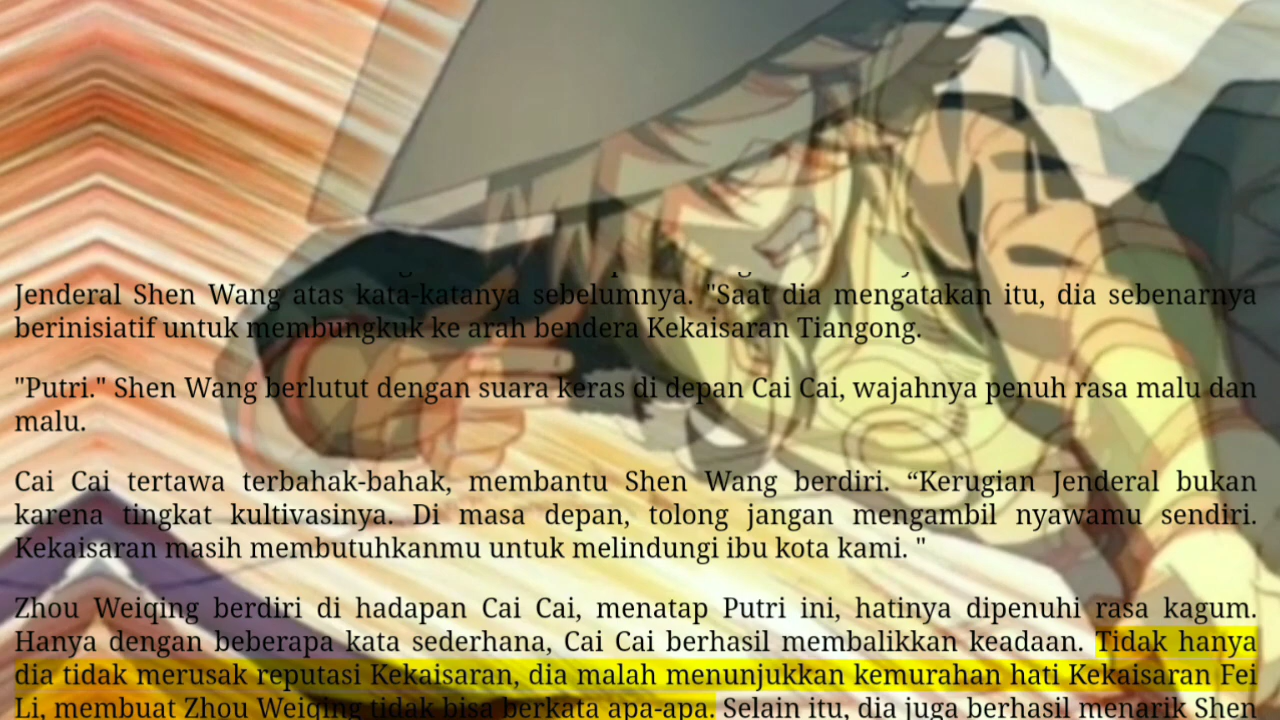 Jenderal Shen Wang atas kata-katanya sebelumnya. "Saat dia mengatakan itu, dia sebenarnya
berinisiatif untuk membungkuk ke arah bendera Kekaisaran Tiangong.
"Putri." Shen Wang berlutut dengan suara keras di depan Cai Cai, wajahnya penuh rasa malu dan
malu.
Cai Cai tertawa terbahak-bahak, membantu Shen Wang berdiri. “Kerugian Jenderal bukan
karena tingkat kultivasinya. Di masa depan, tolong jangan mengambil nyawamu sendiri.
Kekaisaran masih membutuhkanmu untuk melindungi ibu kota kami. "
Zhou Weiqing berdiri di hadapan Cai Cai, menatap Putri ini, hatinya dipenuhi rasa kagum.
Hanya dengan beberapa kata sederhana, Cai Cai berhasil membalikkan keadaan. Tidak hanya
dia tidak merusak reputasi Kekaisaran, dia malah menunjukkan kemurahan hati Kekaisaran Fei
Li, membuat Zhou Weiqing tidak bisa berkata apa-apa. Selain itu, dia juga berhasil menarik Shen